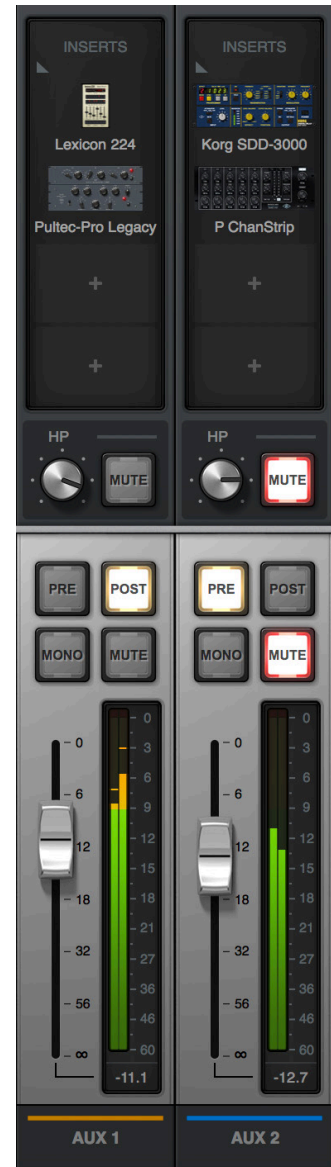 INSERTS
INSERTS
Lexicon 224
Korg SDD-3000
Pultec-Pro Legacy
P ChanStrip
+
+
+
+
HP
HP
MUTE
MUTE
PRE
POST
PRE
POST
MONO
MUTE
MONO
MUTE
0
6
12
18
32
56
∞
0
3
6
9
12
15
18
21
27
36
46
60
-11.1
0
6
12
18
32
56
∞
0
3
6
9
12
15
18
21
27
36
46
60
-12.7
AUX 1
AUX 2